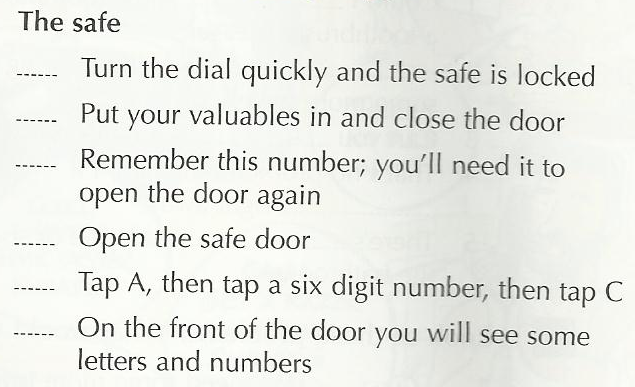 The safe
...... Turn the dial quickly and the safe is locked
...... Put your valuables in and close the door
...... Remember this number; you'll need it to
open the door again
...... Open the safe door
...... Tap A, then tap a six digit number, then tap C
...... On the front of the door you will see some
letters and numbers